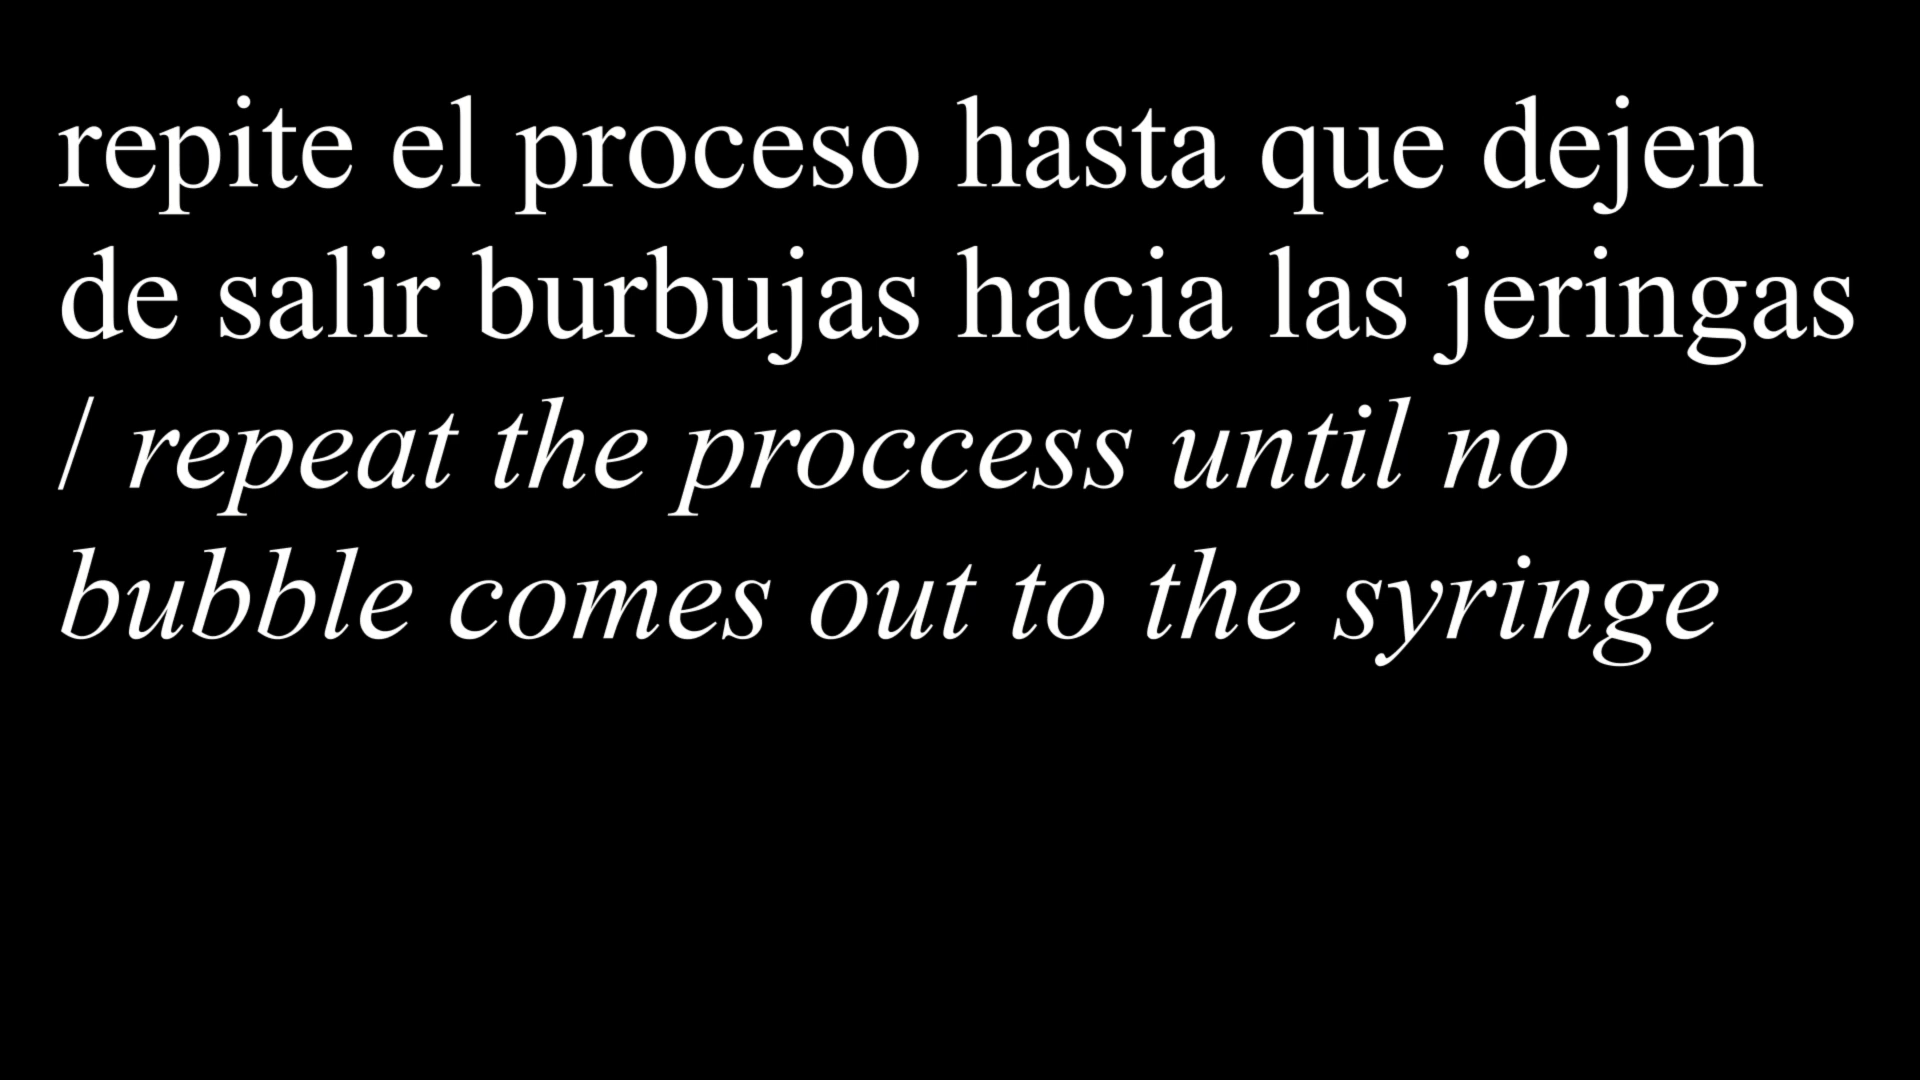 repite el proceso hasta que dejen
de salir burbujas hacia las jeringas
/ repeat the proccess until no
bubble comes out to the syringe